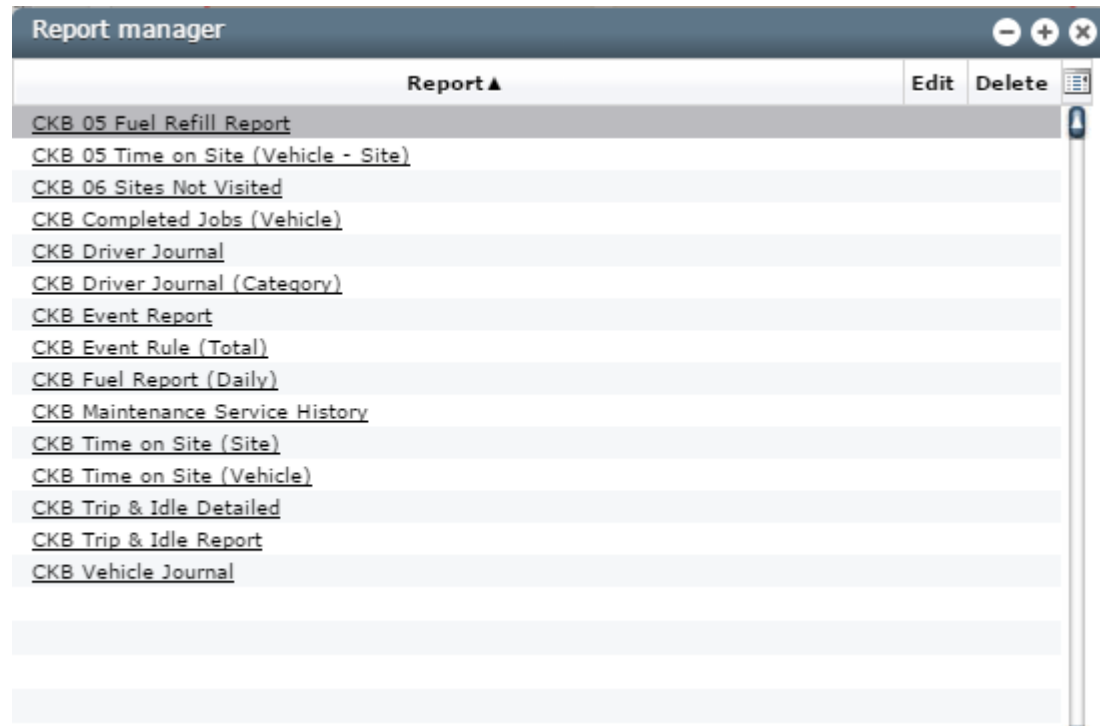 Report manager
Report▲ Edit Delete
CKB 05 Fuel Refill Report
CKB 05 Time on Site (Vehicle - Site)
CKB 06 Sites Not Visited
CKB Completed Jobs (Vehicle)
CKB Driver Journal
CKB Driver Journal (Category)
CKB Event Report
CKB Event Rule (Total)
CKB Fuel Report (Daily)
CKB Maintenance Service History
CKB Time on Site (Site)
CKB Time on Site (Vehicle)
CKB Trip & Idle Detailed
CKB Trip & Idle Report
CKB Vehicle Journal